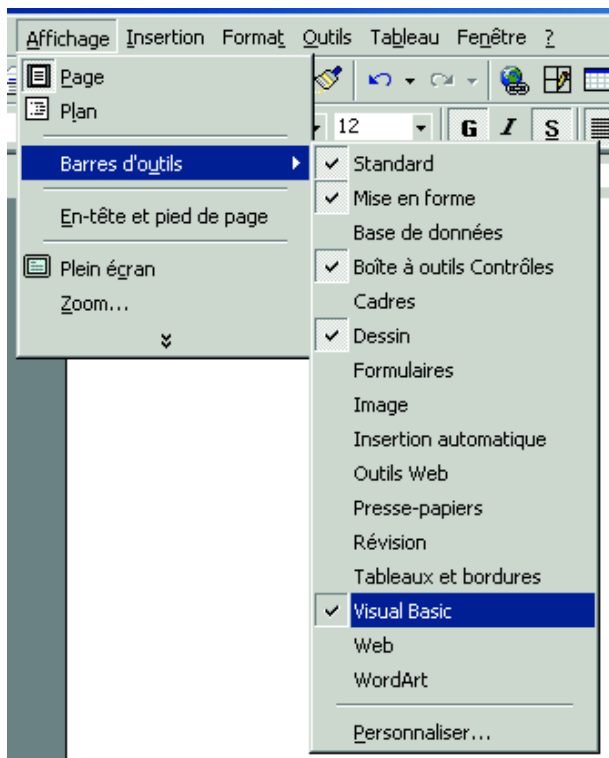 Affichage Insertion Format Outils Tableau Fenêtre ?
Page
Plan
12 G I S
Barres d'outils
En-tête et pied de page
Plein écran
Zoom...
Standard
Mise en forme
Base de données
Boîte à outils Contrôles
Cadres
Dessin
Formulaires
Image
Insertion automatique
Outils Web
Presse-papiers
Révision
Tableaux et bordures
Visual Basic
Web
WordArt
Personnaliser...